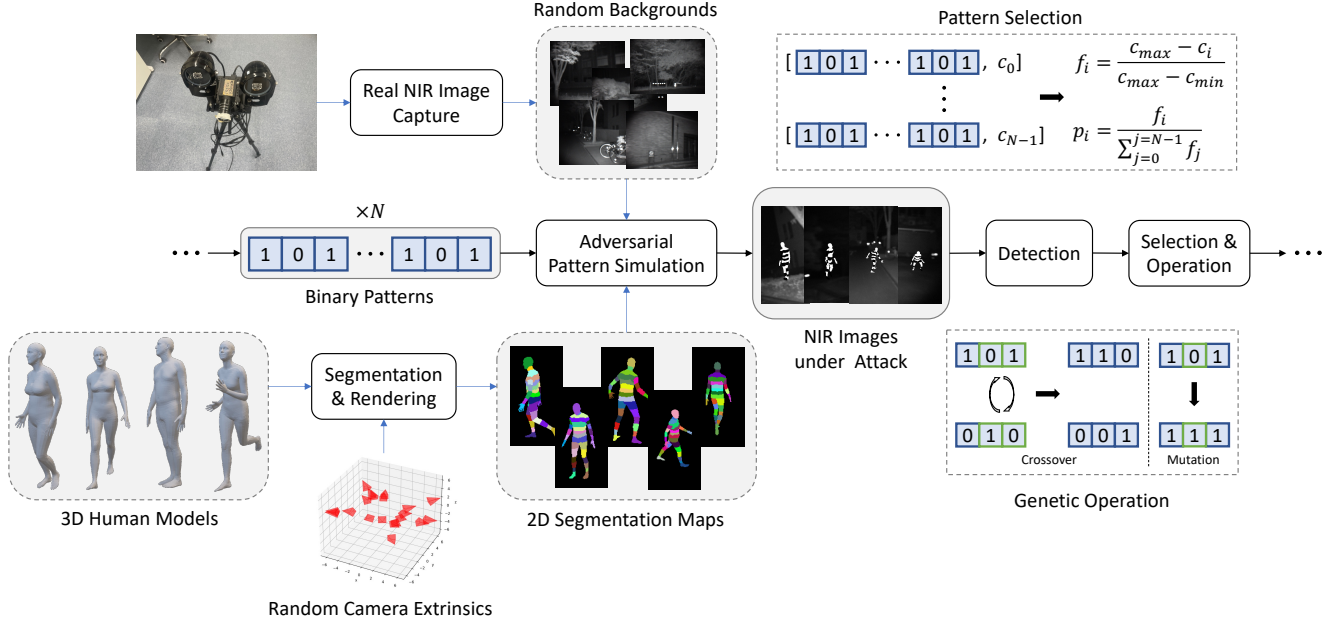 Random Backgrounds
Pattern Selection
Real NIR Image
Capture
[ 1 0 1 ··· 1 0 1 , c0]
[ 1 0 1 ··· 1 0 1 , cN−1]
fi = (cmax − ci) / (cmax − cmin)
pi = fi / ∑_{j=0}^{j=N−1} fj
×N
1 0 1 ··· 1 0 1
Binary Patterns
Adversarial
Pattern Simulation
NIR Images
under Attack
Detection
Selection &
Operation
3D Human Models
Segmentation
& Rendering
2D Segmentation Maps
Random Camera Extrinsics
1 0 1
0 1 0
1 1 0
0 0 1
Crossover
1 0 1
1 1 1
Mutation
Genetic Operation